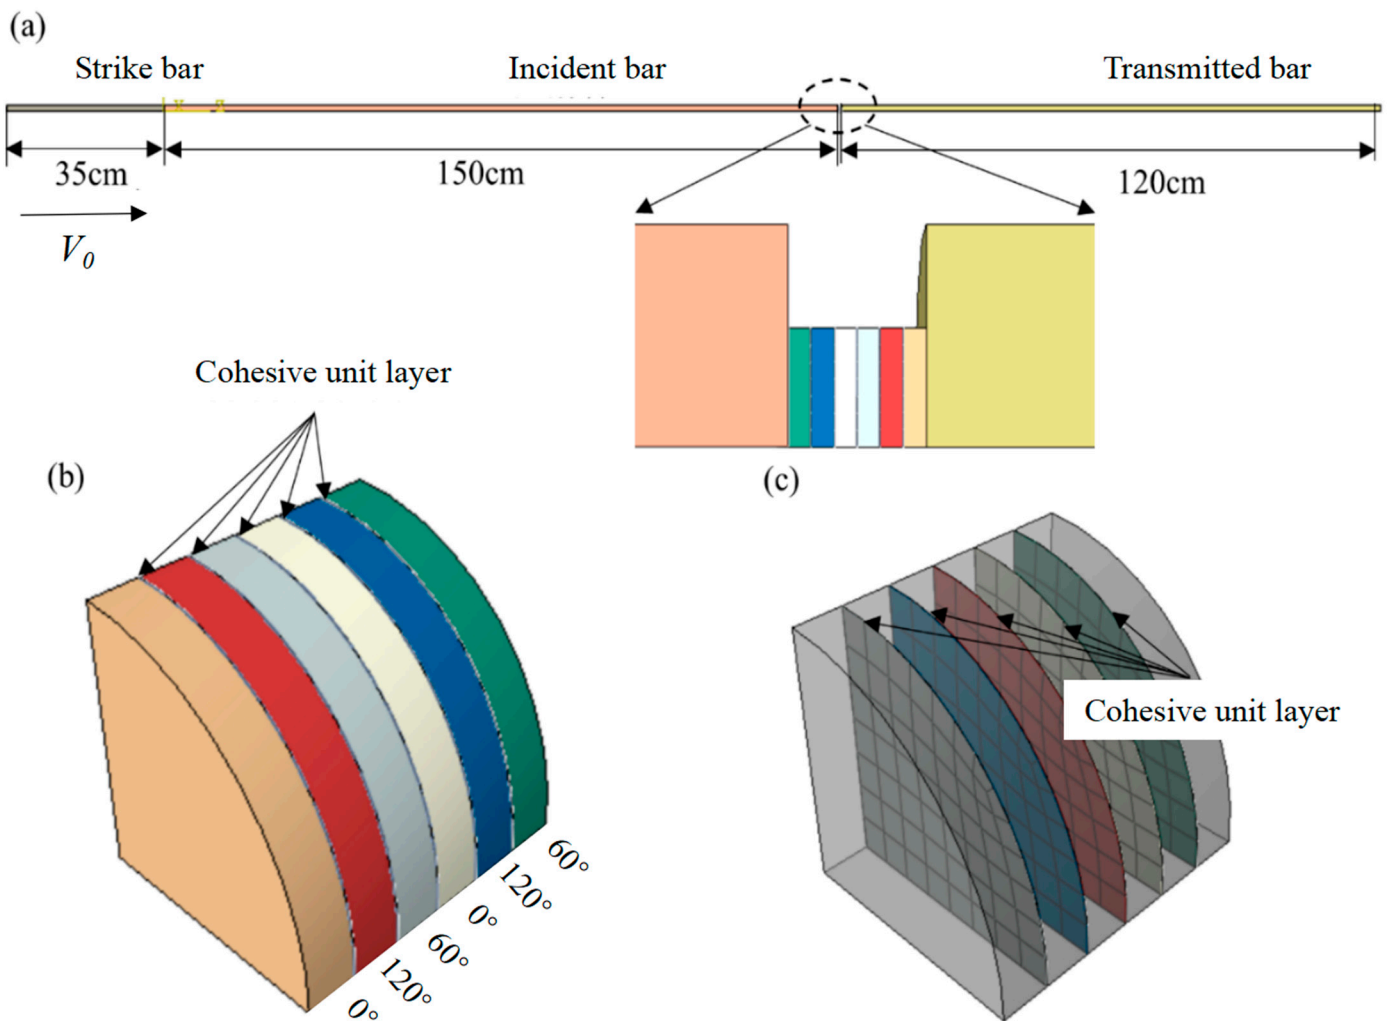 (a)
Strike bar
Incident bar
Transmitted bar
35cm
150cm
120cm
V0
Cohesive unit layer
(b)
60°
120°
0°
60°
120°
0°
(c)
Cohesive unit layer